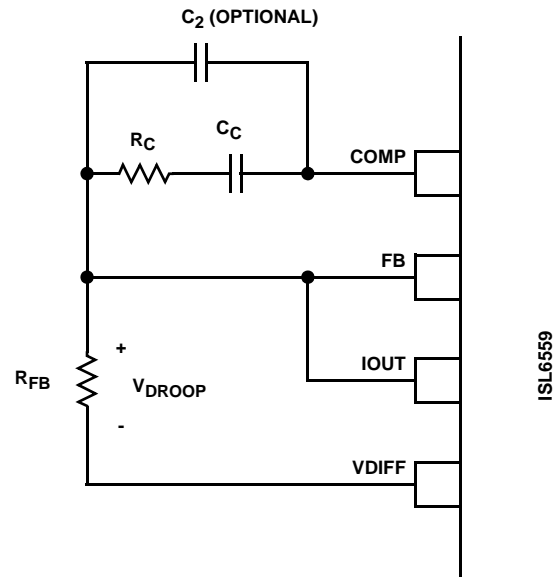 C2 (OPTIONAL)
RC
CC
COMP
FB
+
RFB
VDROOP
-
IOUT
VDIFF
ISL6559